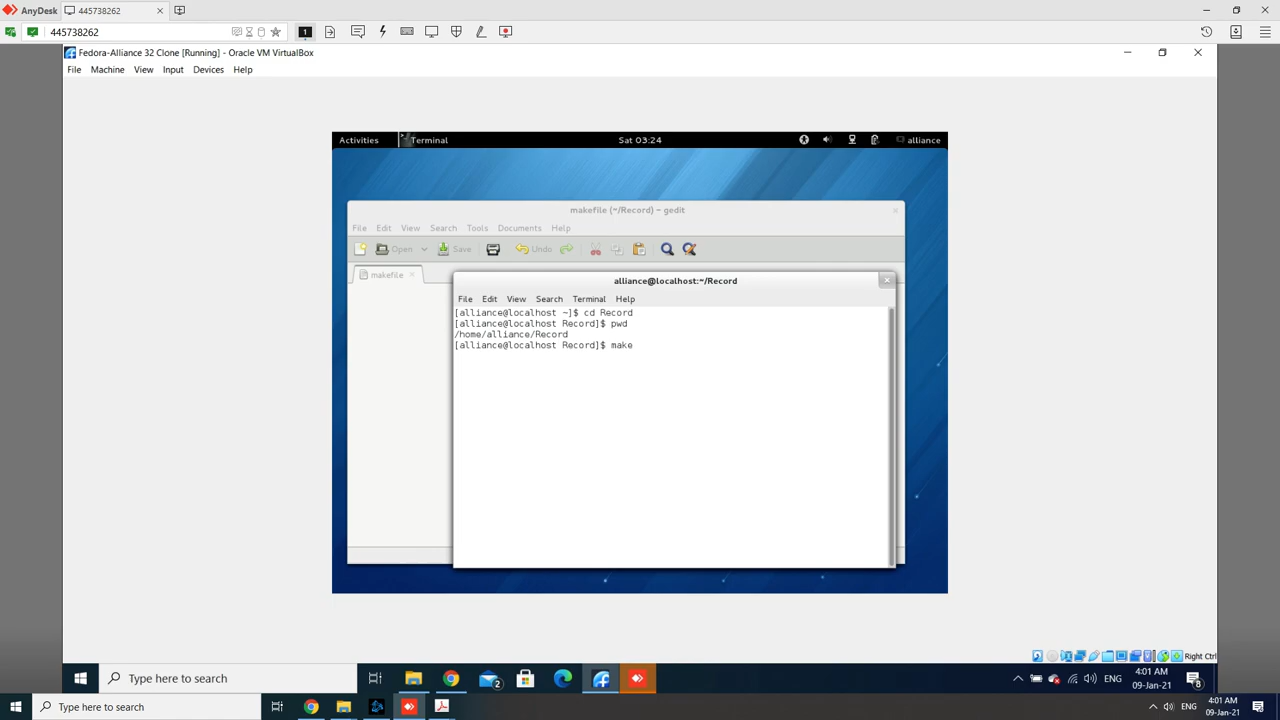 AnyDesk
445738262
1
445738262
Fedora-Alliance 32 Clone [Running] - Oracle VM VirtualBox
File Machine View Input Devices Help
Activities Terminal Sat 03:24 alliance
makefile (~/Record) - gedit
File Edit View Search Tools Documents Help
Open Save Undo
makefile
alliance@localhost:~/Record
File Edit View Search Terminal Help
[alliance@localhost ~]$ cd Record
[alliance@localhost Record]$ pwd
/home/alliance/Record
[alliance@localhost Record]$ make
Right Ctrl
Type here to search
2
ENG
4:01 AM
09-Jan-21
8
Type here to search
ENG
4:01 AM
09-Jan-21